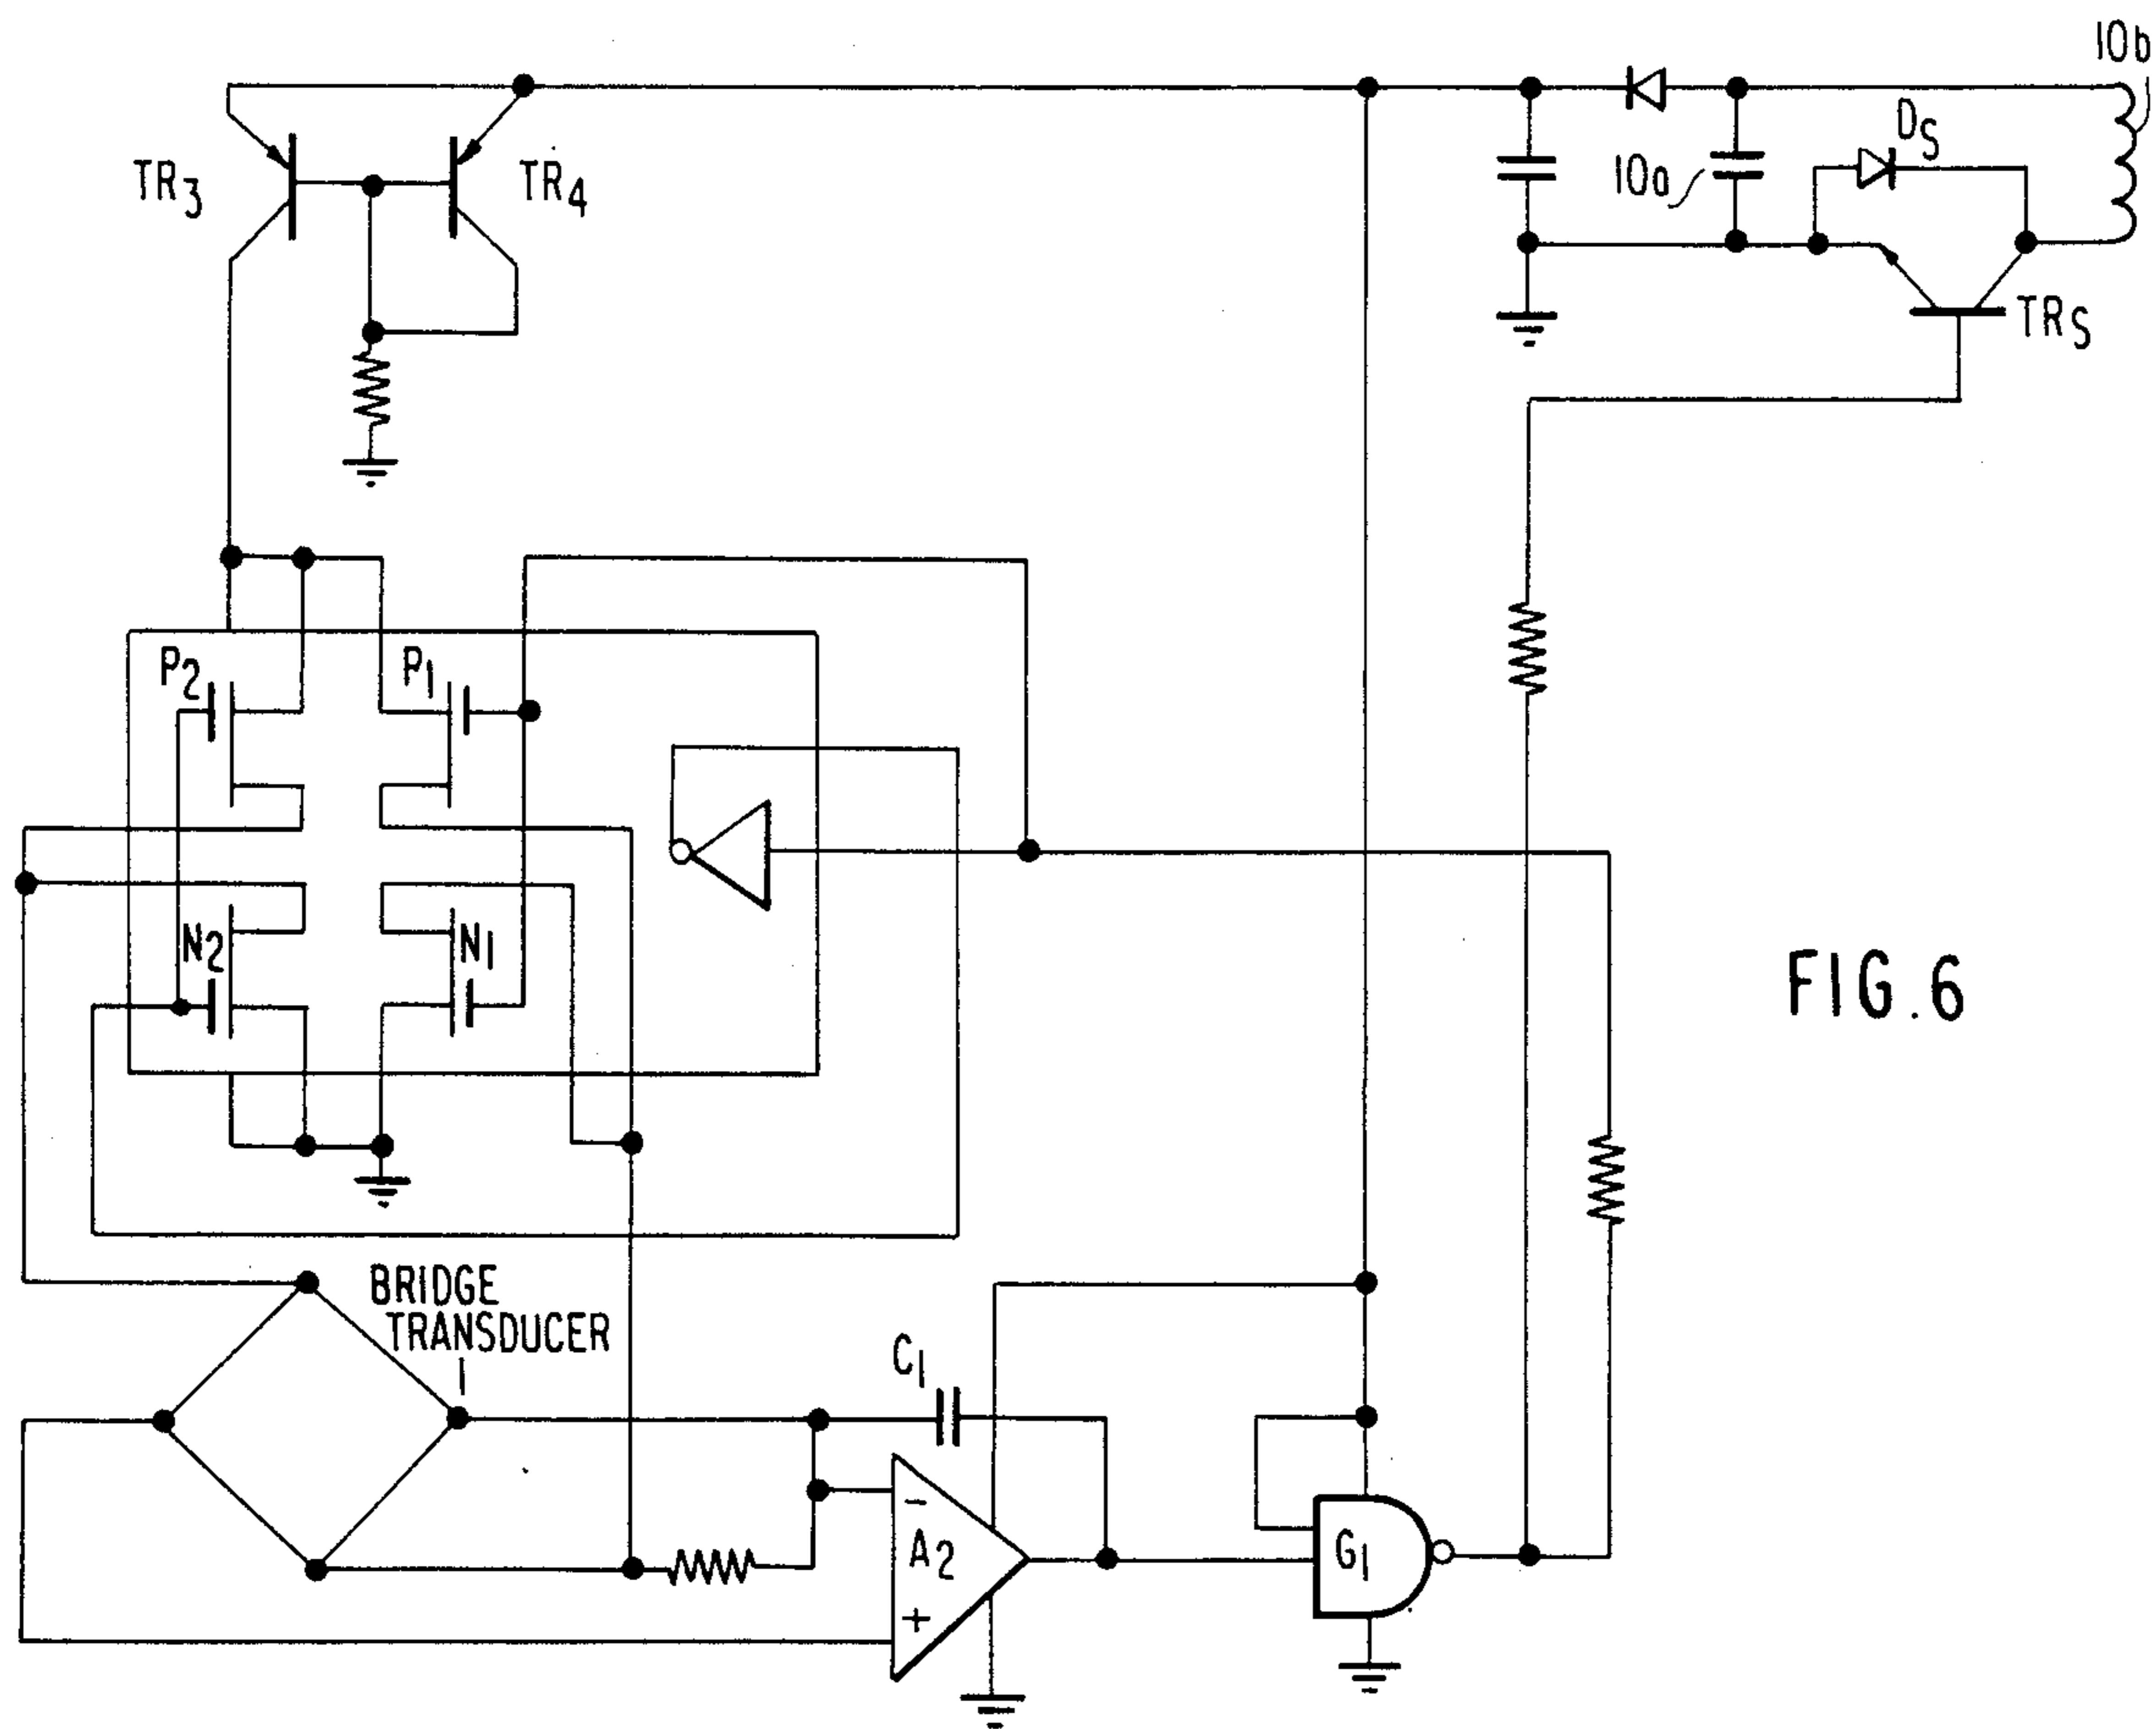 10b
DS
10a
TR3
TR4
TRS
P2
P1
N2
N1
FIG.6
BRIDGE
TRANSDUCER
1
C1
-
A2
+
G1